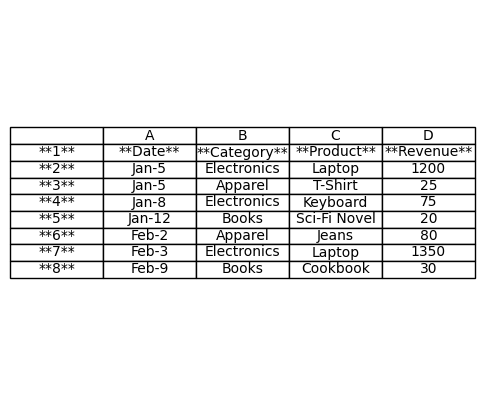 A B C D
**1** **Date** **Category** **Product** **Revenue**
**2** Jan-5 Electronics Laptop 1200
**3** Jan-5 Apparel T-Shirt 25
**4** Jan-8 Electronics Keyboard 75
**5** Jan-12 Books Sci-Fi Novel 20
**6** Feb-2 Apparel Jeans 80
**7** Feb-3 Electronics Laptop 1350
**8** Feb-9 Books Cookbook 30